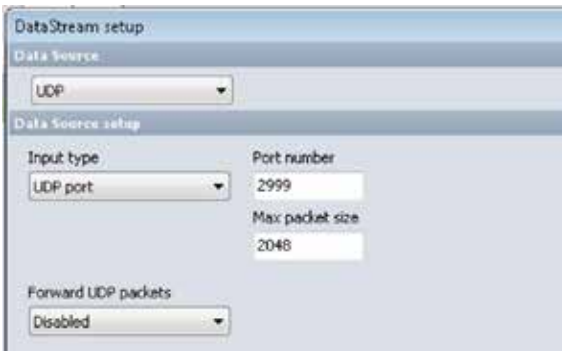 DataStream setup
Data Source
UDP
Data Source setup
Input type
Port number
UDP port
2999
Max packet size
2048
Forward UDP packets
Disabled